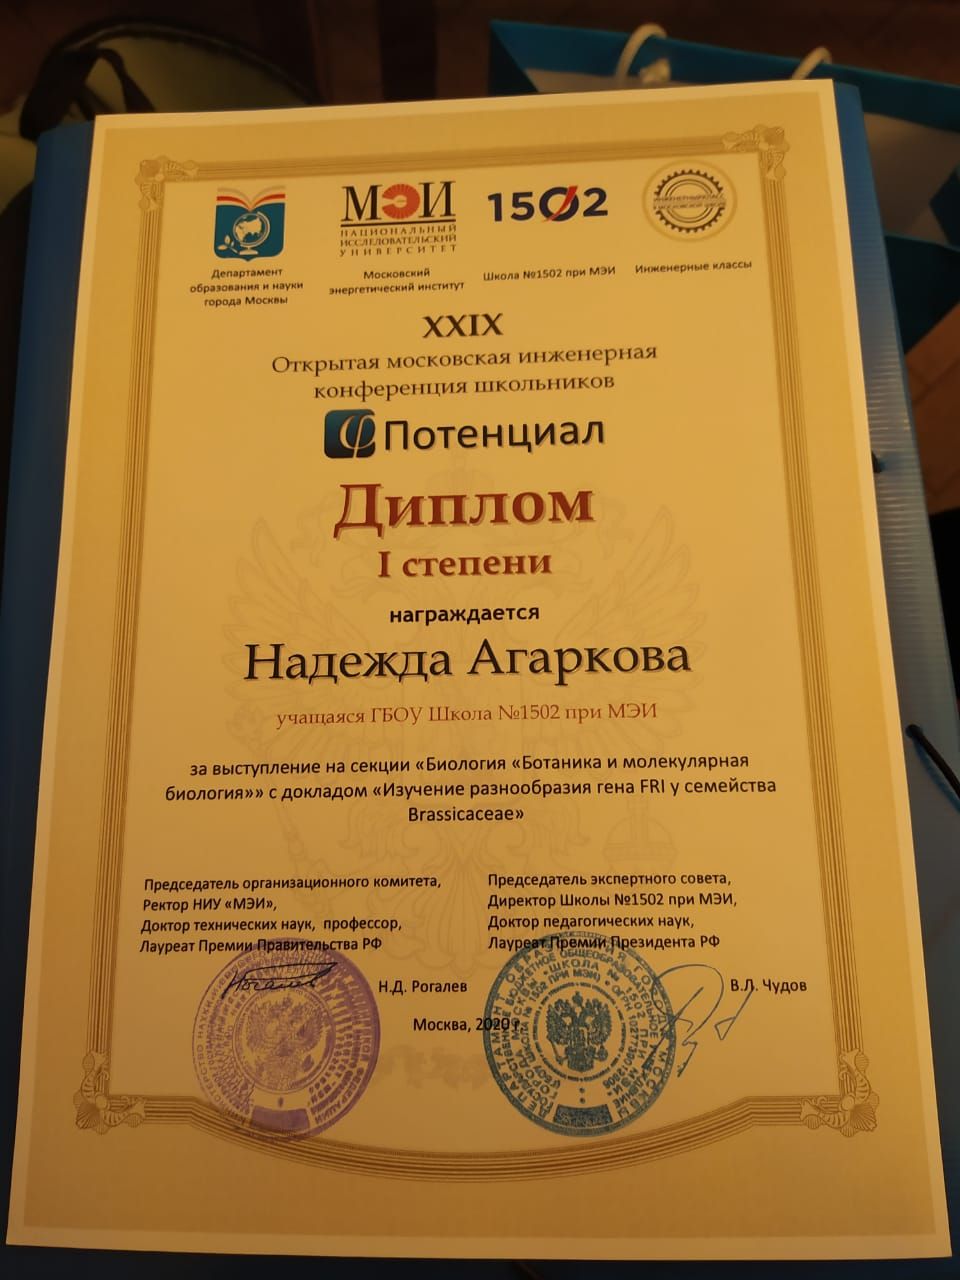 МЭИ
НАЦИОНАЛЬНЫЙ
ИССЛЕДОВАТЕЛЬСКИЙ
УНИВЕРСИТЕТ
1502
ИНЖЕНЕРНЫЙ КЛАСС
В МОСКОВСКОЙ ШКОЛЕ
Департамент
образования и науки
города Москвы
Московский
энергетический институт
Школа №1502 при МЭИ
Инженерные классы
XXIX
Открытая московская инженерная
конференция школьников
Потенциал
Диплом
I степени
награждается
Надежда Агаркова
учащаяся ГБОУ Школа №1502 при МЭИ
за выступление на секции «Биология «Ботаника и молекулярная
биология»» с докладом «Изучение разнообразия гена FRI у семейства
Brassicaceae»
Председатель организационного комитета,
Ректор НИУ «МЭИ»,
Доктор технических наук, профессор,
Лауреат Премии Правительства РФ
Н.Д. Рогалев
Председатель экспертного совета,
Директор Школы №1502 при МЭИ,
Доктор педагогических наук,
Лауреат Премии Президента РФ
В.Л. Чудов
Москва, 2020 г.